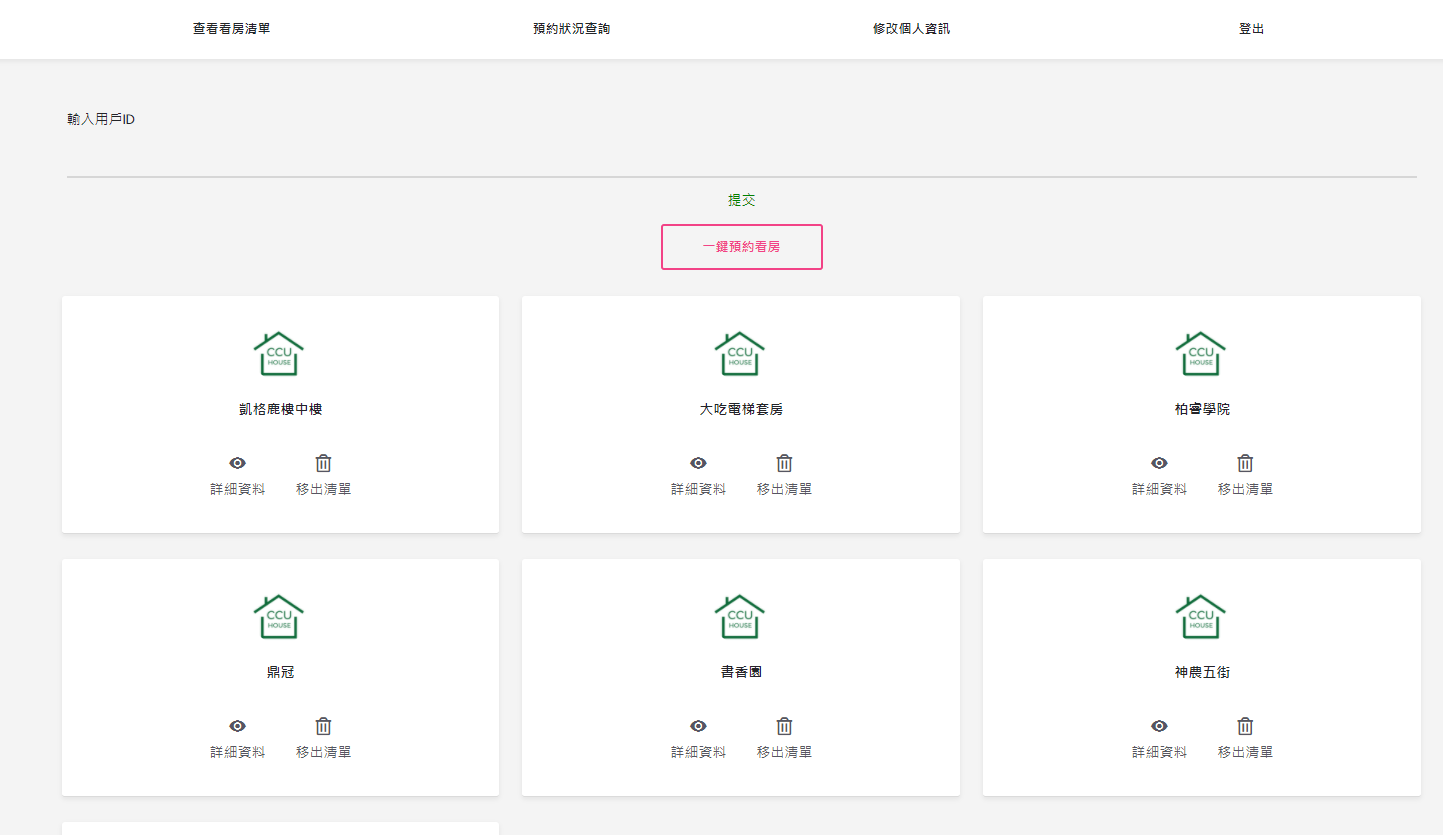 查看看房清單 預約狀況查詢 修改個人資訊 登出
輸入用戶ID
提交
一鍵預約看房
CCU HOUSE
凱格鹿樓中樓
詳細資料 移出清單
CCU HOUSE
大吃電梯套房
詳細資料 移出清單
CCU HOUSE
柏睿學院
詳細資料 移出清單
CCU HOUSE
鼎冠
詳細資料 移出清單
CCU HOUSE
書香園
詳細資料 移出清單
CCU HOUSE
神農五街
詳細資料 移出清單